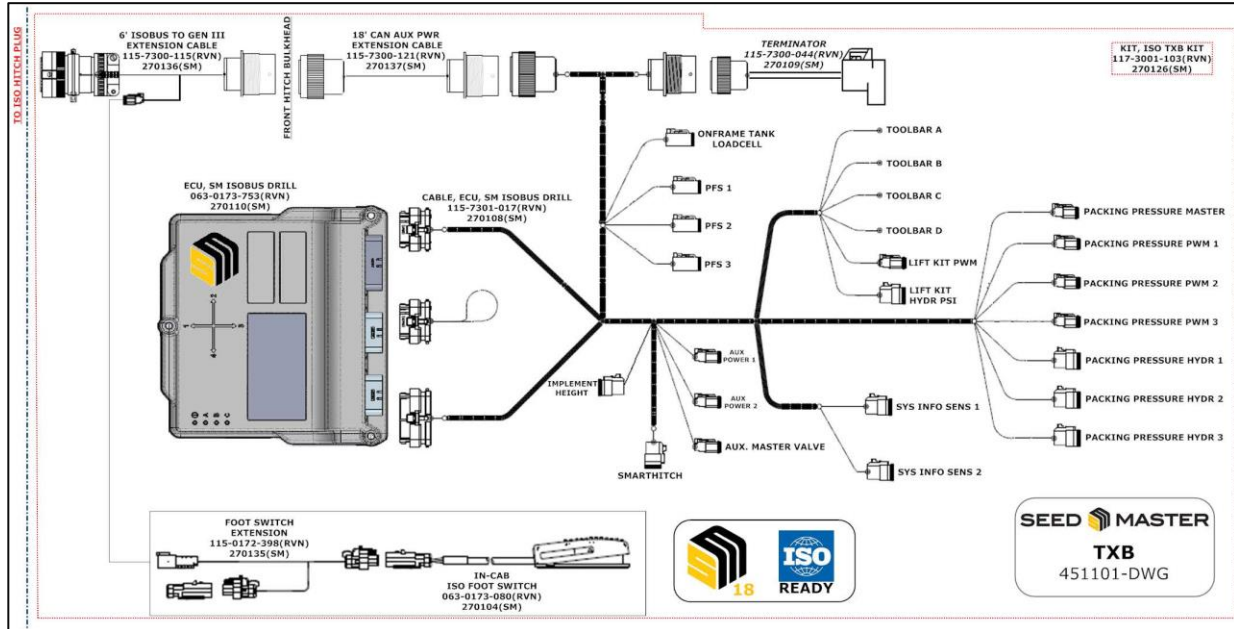 TO ISO HITCH PLUG
6' ISOBUS TO GEN III
EXTENSION CABLE
115-7300-115(RVN)
270136(SM)
FRONT HITCH BULKHEAD
18' CAN AUX PWR
EXTENSION CABLE
115-7300-121(RVN)
270137(SM)
TERMINATOR
115-7300-044(RVN)
270109(SM)
KIT, ISO TXB KIT
117-3001-103(RVN)
270126(SM)
ECU, SM ISOBUS DRILL
063-0173-753(RVN)
270110(SM)
1
2
3
4
A
B
C
CABLE, ECU, SM ISOBUS DRILL
115-7301-017(RVN)
270108(SM)
ONFRAME TANK
LOADCELL
PFS 1
PFS 2
PFS 3
TOOLBAR A
TOOLBAR B
TOOLBAR C
TOOLBAR D
LIFT KIT PWM
LIFT KIT
HYDR PSI
PACKING PRESSURE MASTER
PACKING PRESSURE PWM 1
PACKING PRESSURE PWM 2
PACKING PRESSURE PWM 3
PACKING PRESSURE HYDR 1
PACKING PRESSURE HYDR 2
PACKING PRESSURE HYDR 3
IMPLEMENT
HEIGHT
AUX
POWER 1
AUX
POWER 2
AUX. MASTER VALVE
SMARTHITCH
SYS INFO SENS 1
SYS INFO SENS 2
FOOT SWITCH
EXTENSION
115-0172-398(RVN)
270135(SM)
IN-CAB
ISO FOOT SWITCH
063-0173-080(RVN)
270104(SM)
18
ISO
READY
SEED MASTER
TXB
451101-DWG